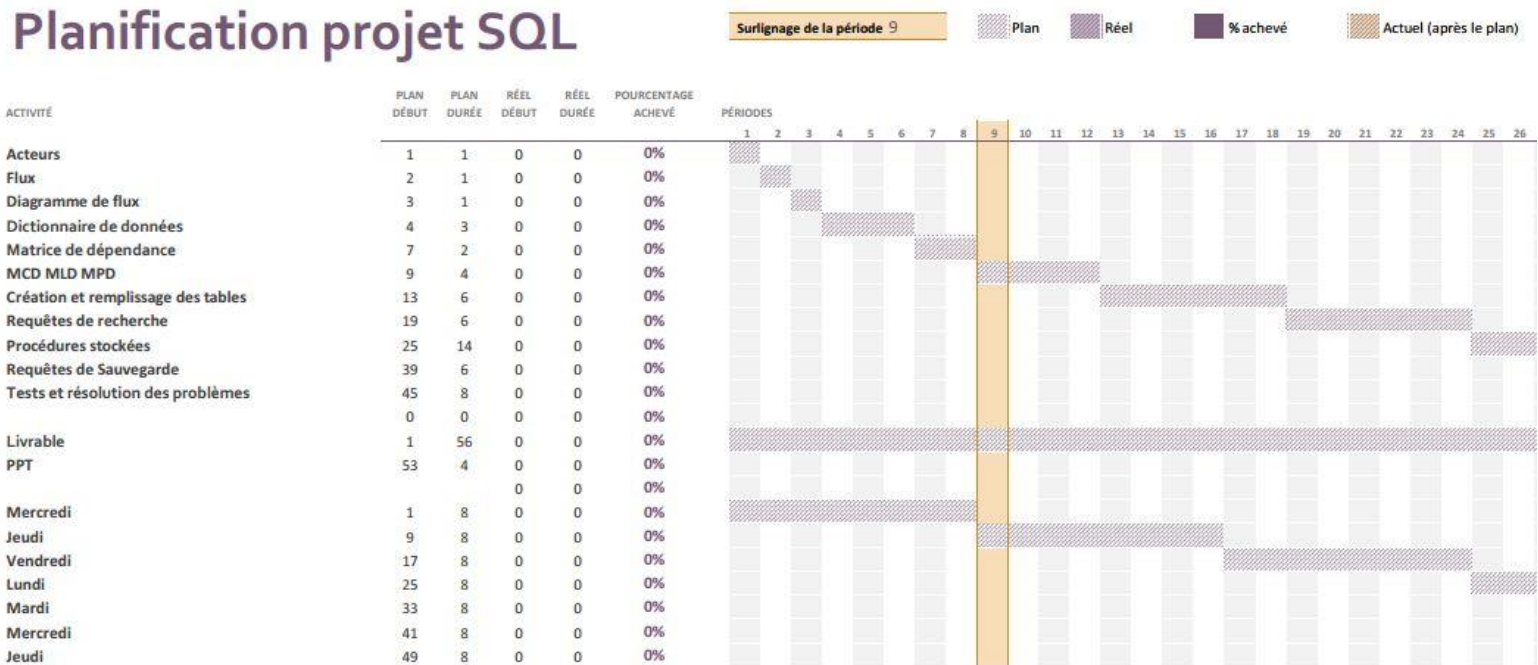 Planification projet SQL
Surlignage de la période 9 Plan Réel % achevé Actuel (après le plan)
PLAN PLAN RÉEL RÉEL POURCENTAGE
ACTIVITÉ DÉBUT DURÉE DÉBUT DURÉE ACHEVÉ PÉRIODES
1 2 3 4 5 6 7 8 9 10 11 12 13 14 15 16 17 18 19 20 21 22 23 24 25 26
Acteurs 1 1 0 0 0%
Flux 2 1 0 0 0%
Diagramme de flux 3 1 0 0 0%
Dictionnaire de données 4 3 0 0 0%
Matrice de dépendance 7 2 0 0 0%
MCD MLD MPD 9 4 0 0 0%
Création et remplissage des tables 13 6 0 0 0%
Requêtes de recherche 19 6 0 0 0%
Procédures stockées 25 14 0 0 0%
Requêtes de Sauvegarde 39 6 0 0 0%
Tests et résolution des problèmes 45 8 0 0 0%
0 0 0 0 0%
Livrable 1 56 0 0 0%
PPT 53 4 0 0 0%
0 0 0%
Mercredi 1 8 0 0 0%
Jeudi 9 8 0 0 0%
Vendredi 17 8 0 0 0%
Lundi 25 8 0 0 0%
Mardi 33 8 0 0 0%
Mercredi 41 8 0 0 0%
Jeudi 49 8 0 0 0%